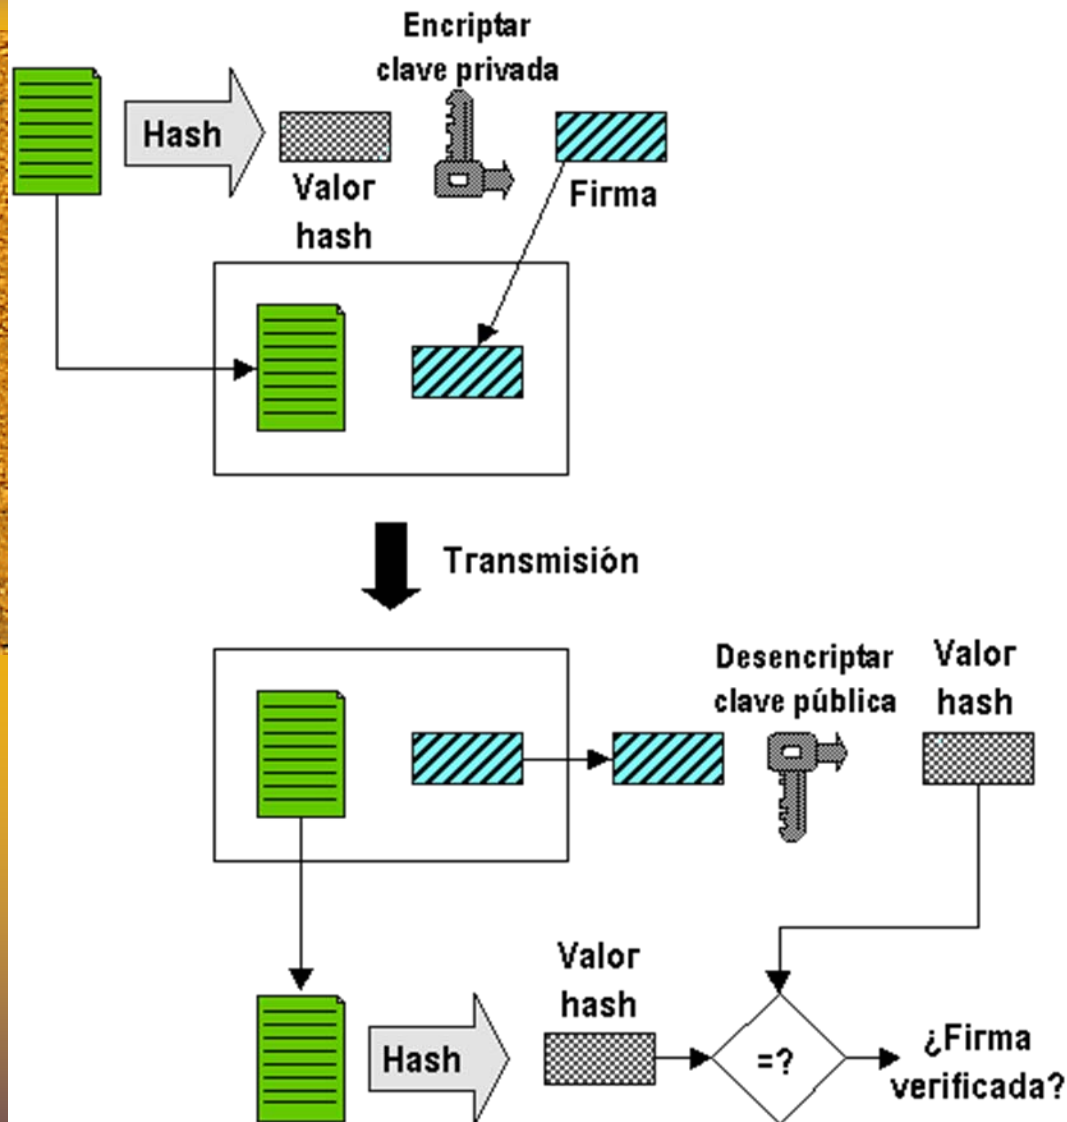 Encriptar
clave privada
Hash
Valor
hash
Firma
Transmisión
Desencriptar
clave pública
Valor
hash
Valor
hash
Hash
=?
¿Firma
verificada?